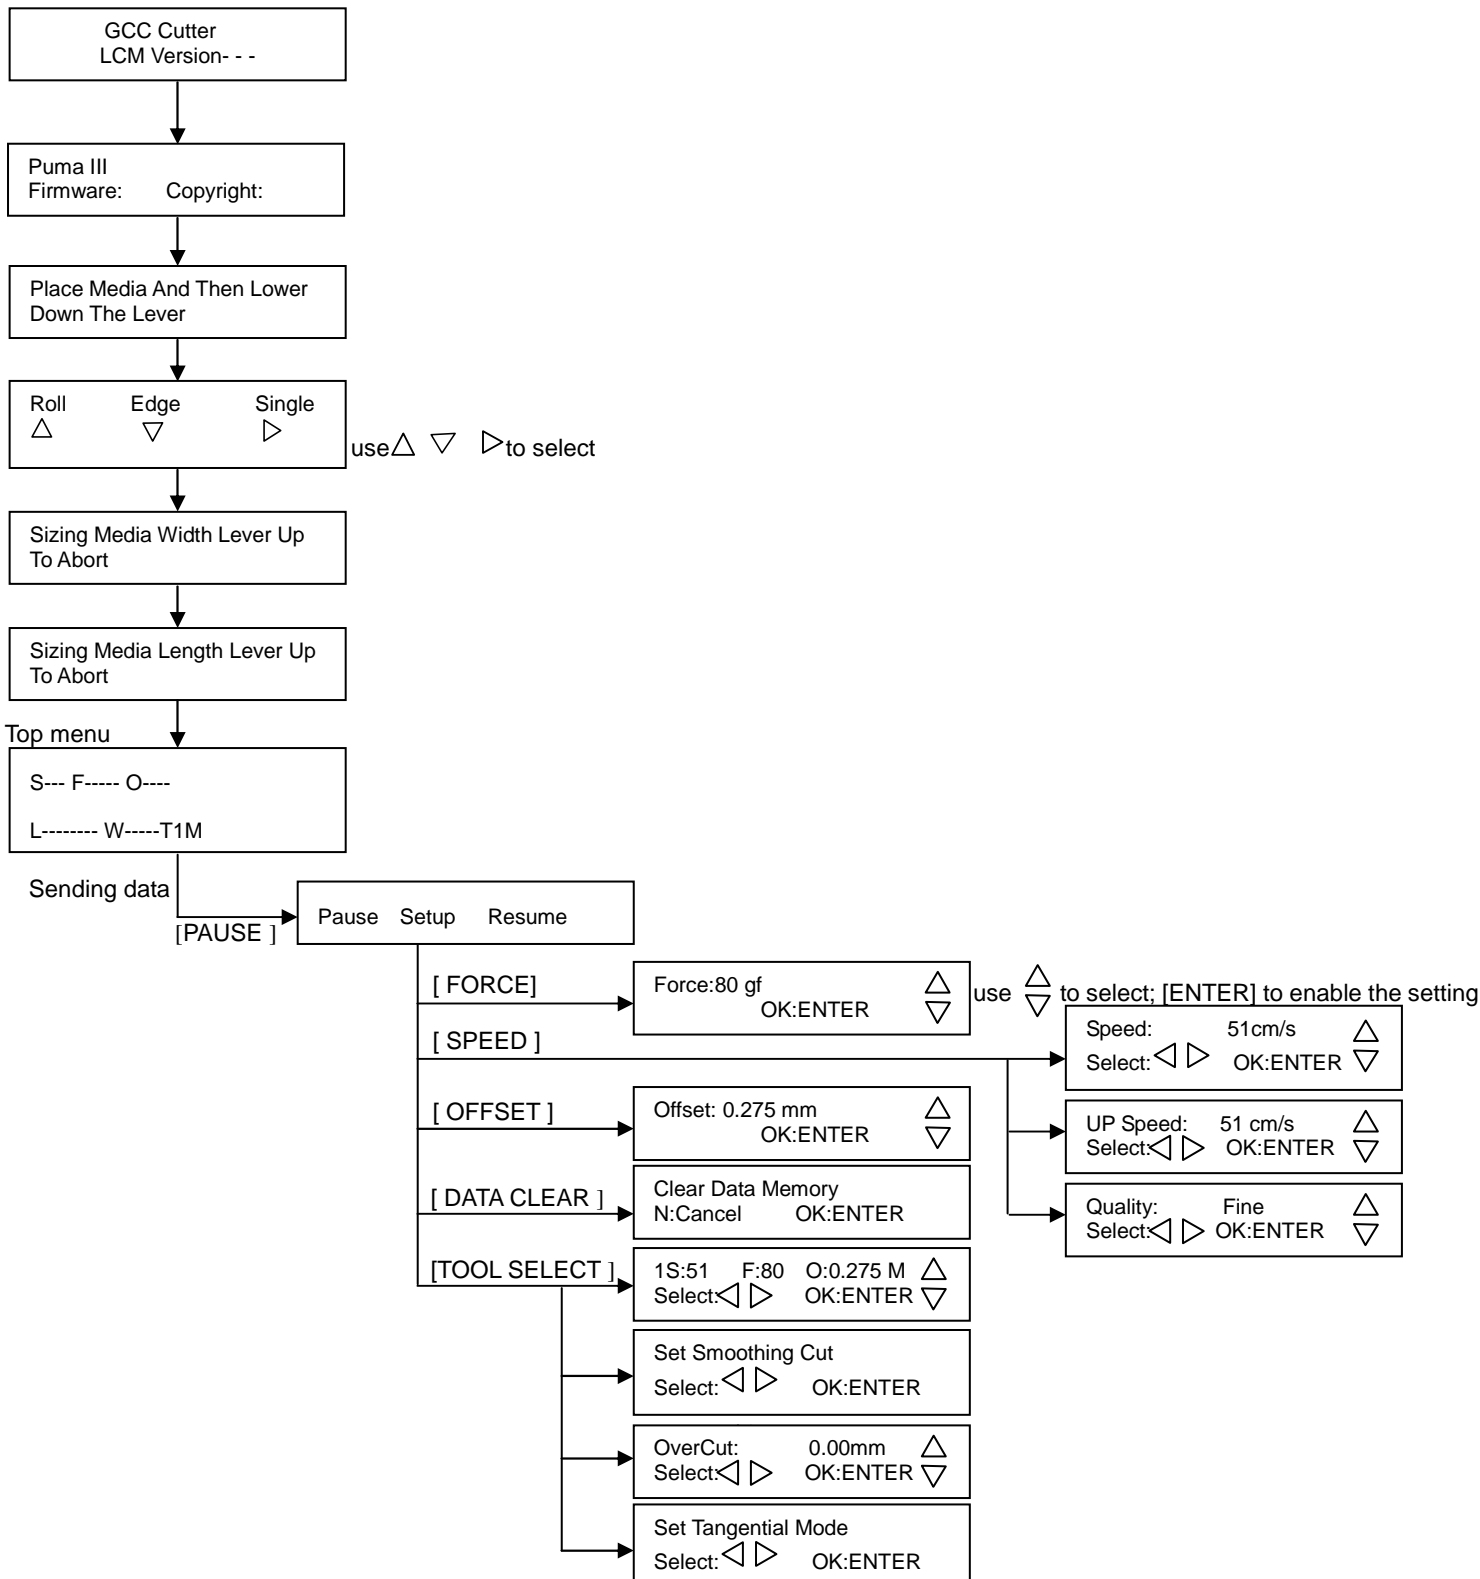 GCC Cutter
LCM Version- - -
Puma III
Firmware: Copyright:
Place Media And Then Lower
Down The Lever
Roll Edge Single
△ ▽ ▷
use △ ▽ ▷ to select
Sizing Media Width Lever Up
To Abort
Sizing Media Length Lever Up
To Abort
Top menu
S--- F----- O----
L-------- W-----T1M
Sending data
[PAUSE ]
Pause Setup Resume
[ FORCE]
Force:80 gf △
OK:ENTER ▽
use △ ▽ to select; [ENTER] to enable the setting
[ SPEED ]
Speed: 51cm/s △
Select: ◁ ▷ OK:ENTER ▽
UP Speed: 51 cm/s △
Select: ◁ ▷ OK:ENTER ▽
Quality: Fine △
Select: ◁ ▷ OK:ENTER ▽
[ OFFSET ]
Offset: 0.275 mm △
OK:ENTER ▽
[ DATA CLEAR ]
Clear Data Memory
N:Cancel OK:ENTER
[TOOL SELECT ]
1S:51 F:80 O:0.275 M △
Select: ◁ ▷ OK:ENTER ▽
Set Smoothing Cut
Select: ◁ ▷ OK:ENTER
OverCut: 0.00mm △
Select: ◁ ▷ OK:ENTER ▽
Set Tangential Mode
Select: ◁ ▷ OK:ENTER